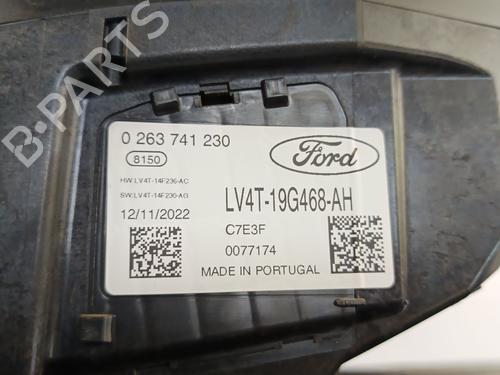 B-PARTS
0 263 741 230
8150
Ford
HW:LV4T-14F236-AC
SW:LV4T-14F230-AG
LV4T-19G468-AH
12/11/2022
C7E3F
0077174
MADE IN PORTUGAL